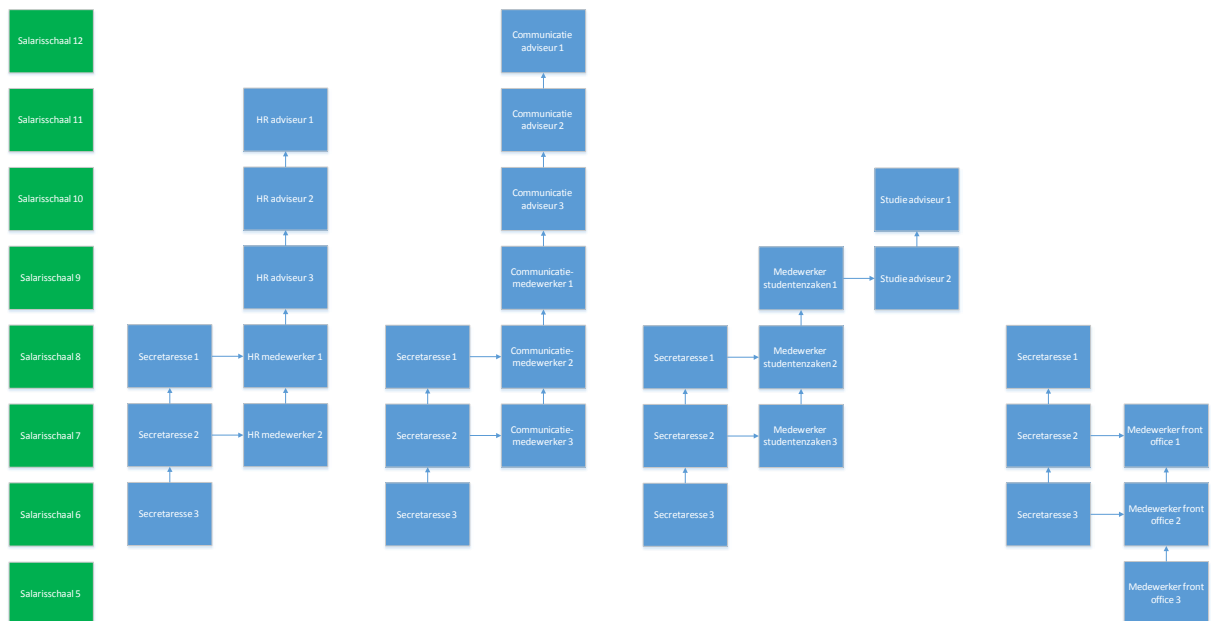 Salarisschaal 12
Communicatie
adviseur 1
Salarisschaal 11
HR adviseur 1
Communicatie
adviseur 2
Salarisschaal 10
HR adviseur 2
Communicatie
adviseur 3
Studie adviseur 1
Salarisschaal 9
HR adviseur 3
Communicatie-
medewerker 1
Medewerker
studentenzaken 1
Studie adviseur 2
Salarisschaal 8
Secretaresse 1
HR medewerker 1
Secretaresse 1
Communicatie-
medewerker 2
Secretaresse 1
Medewerker
studentenzaken 2
Secretaresse 1
Salarisschaal 7
Secretaresse 2
HR medewerker 2
Secretaresse 2
Communicatie-
medewerker 3
Secretaresse 2
Medewerker
studentenzaken 3
Secretaresse 2
Medewerker front
office 1
Salarisschaal 6
Secretaresse 3
Secretaresse 3
Secretaresse 3
Secretaresse 3
Medewerker front
office 2
Salarisschaal 5
Medewerker front
office 3